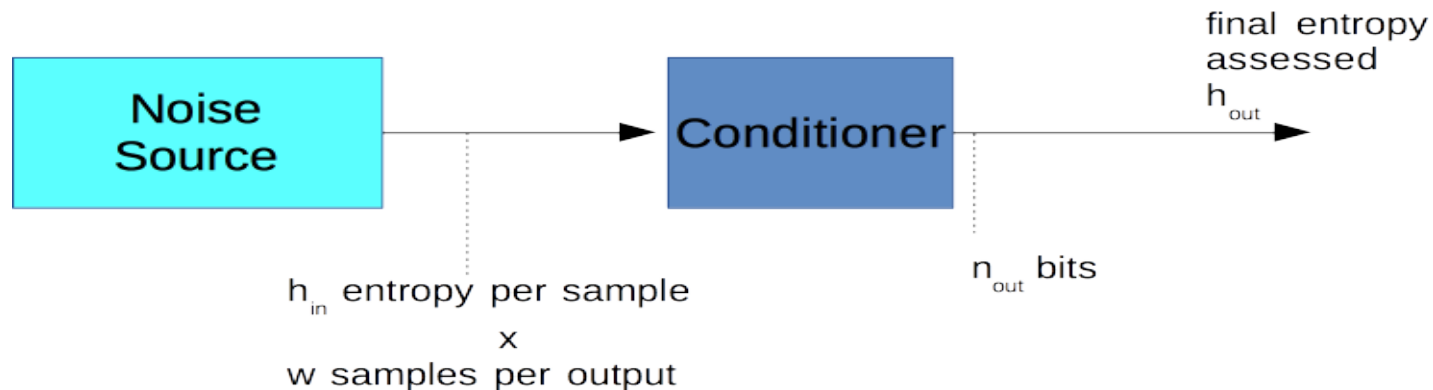 Noise
Source
Conditioner
final entropy
assessed
h_out
h_in entropy per sample
x
w samples per output
n_out bits